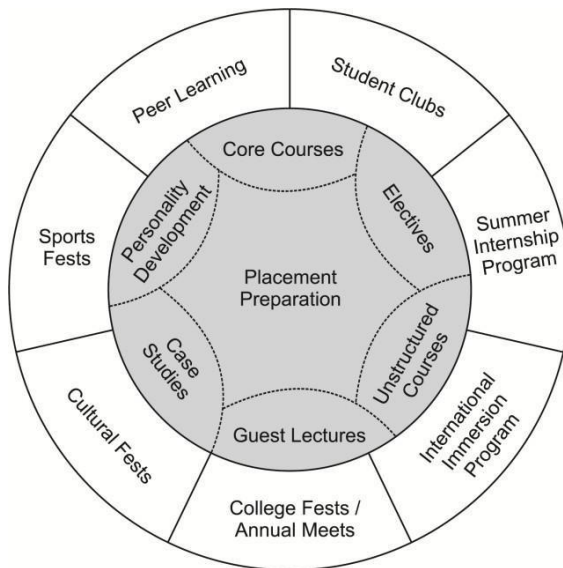 Peer Learning
Student Clubs
Core Courses
Personality
Development
Electives
Sports
Fests
Summer
Internship
Program
Placement
Preparation
Case
Studies
Unstructured
Courses
Cultural Fests
Guest Lectures
International
Immersion
Program
College Fests /
Annual Meets